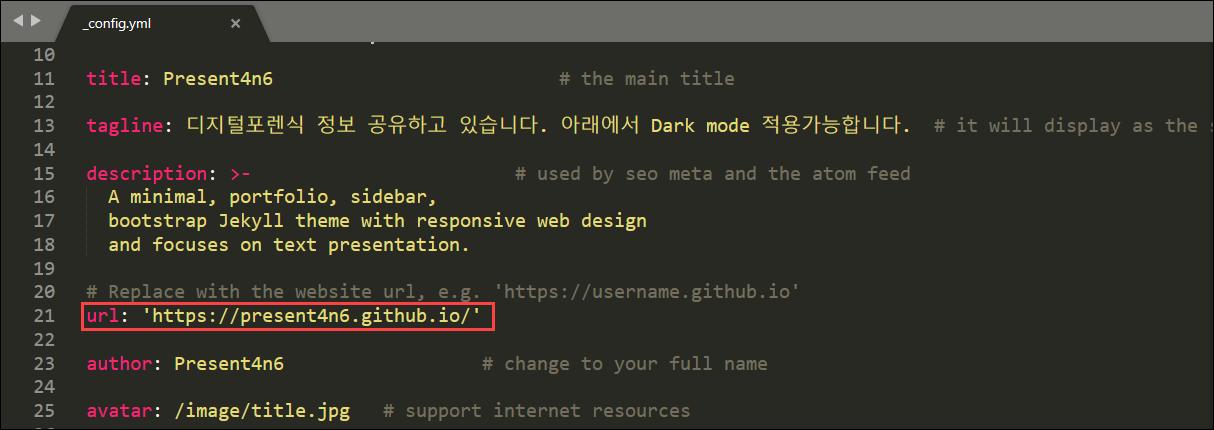 _config.yml ×
10
11 title: Present4n6 # the main title
12
13 tagline: 디지털포렌식 정보 공유하고 있습니다. 아래에서 Dark mode 적용가능합니다. # it will display as the
14
15 description: >- # used by seo meta and the atom feed
16 A minimal, portfolio, sidebar,
17 bootstrap Jekyll theme with responsive web design
18 and focuses on text presentation.
19
20 # Replace with the website url, e.g. 'https://username.github.io'
21 url: 'https://present4n6.github.io/'
22
23 author: Present4n6 # change to your full name
24
25 avatar: /image/title.jpg # support internet resources